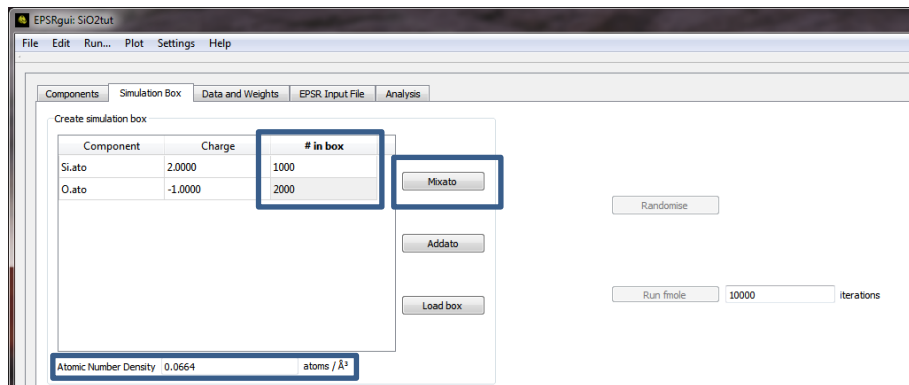 EPSRgui: SiO2tut
File Edit Run... Plot Settings Help
Components Simulation Box Data and Weights EPSR Input File Analysis
Create simulation box
Component Charge # in box
Si.ato 2.0000 1000
Mixato
O.ato -1.0000 2000
Randomise
Addato
Run fmole 10000 iterations
Load box
Atomic Number Density 0.0664 atoms / Å³